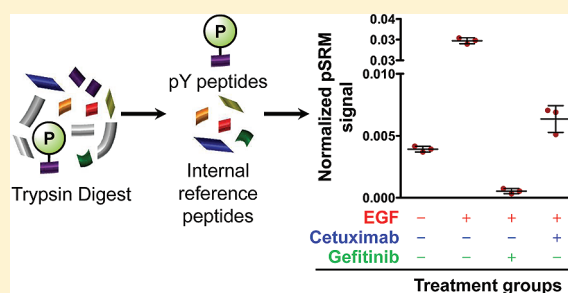 P
P
Trypsin Digest
pY peptides
Internal
reference
peptides
Normalized pSRM
signal
0.04
0.03
0.03
0.010
0.005
0.000
EGF − + + +
Cetuximab − − − +
Gefitinib − − + −
Treatment groups